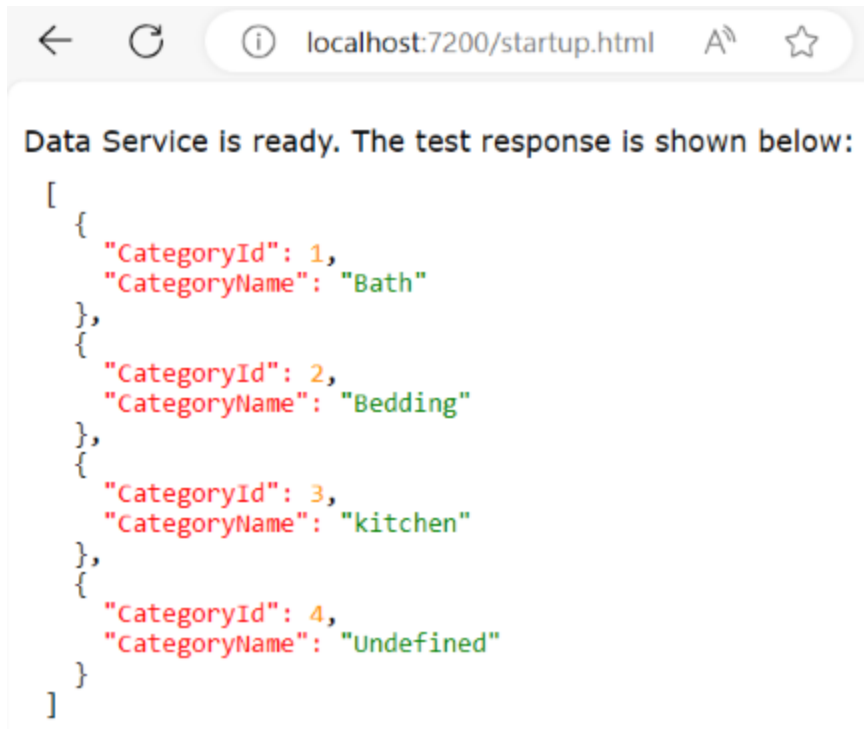 localhost:7200/startup.html
Data Service is ready. The test response is shown below:
[
{
"CategoryId": 1,
"CategoryName": "Bath"
},
{
"CategoryId": 2,
"CategoryName": "Bedding"
},
{
"CategoryId": 3,
"CategoryName": "kitchen"
},
{
"CategoryId": 4,
"CategoryName": "Undefined"
}
]